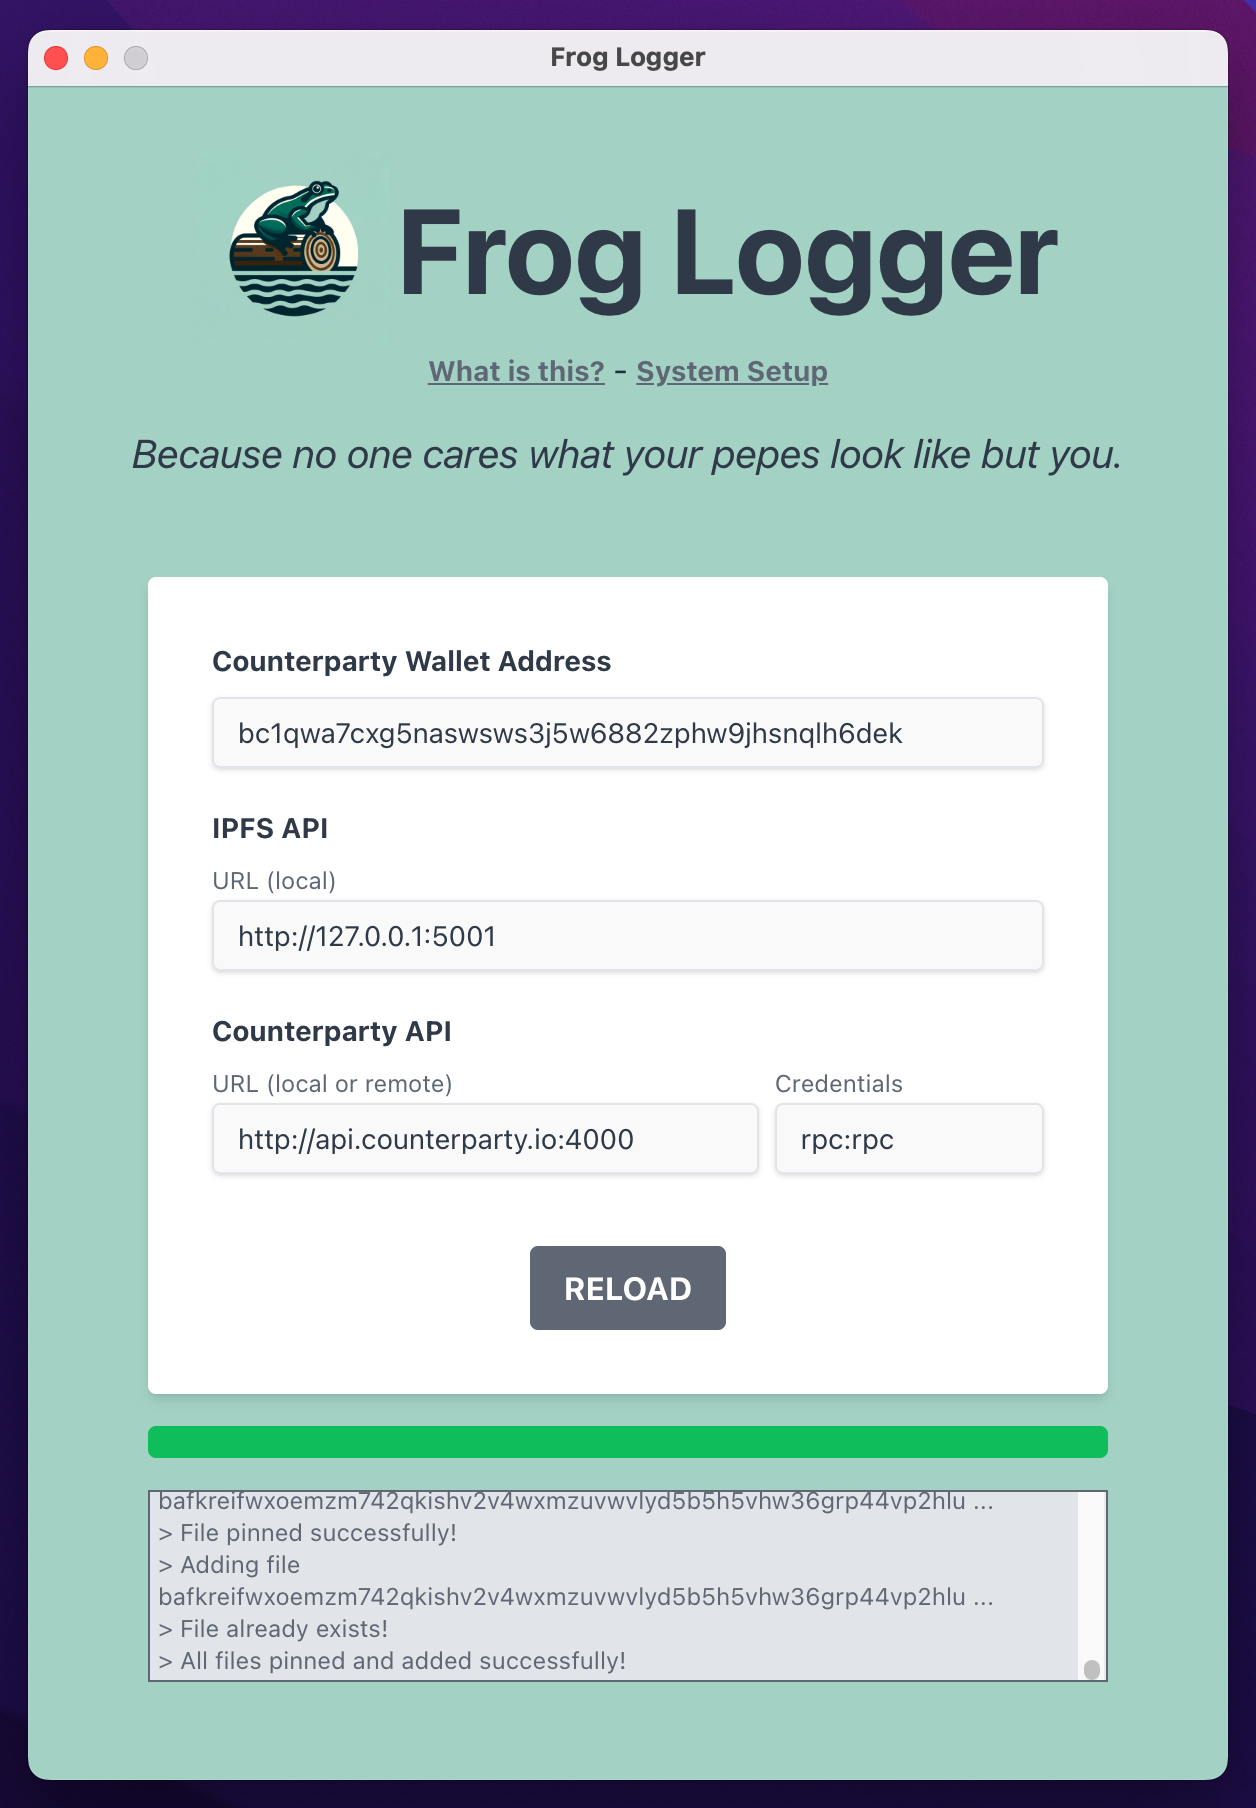 Frog Logger
Frog Logger
What is this? - System Setup
Because no one cares what your pepes look like but you.
Counterparty Wallet Address
bc1qwa7cxg5naswsws3j5w6882zphw9jhsnqlh6dek
IPFS API
URL (local)
http://127.0.0.1:5001
Counterparty API
URL (local or remote)
Credentials
http://api.counterparty.io:4000
rpc:rpc
RELOAD
bafkreifwxoemzm742qkishv2v4wxmzuvwvlyd5b5h5vhw36grp44vp2hlu ...
> File pinned successfully!
> Adding file
bafkreifwxoemzm742qkishv2v4wxmzuvwvlyd5b5h5vhw36grp44vp2hlu ...
> File already exists!
> All files pinned and added successfully!